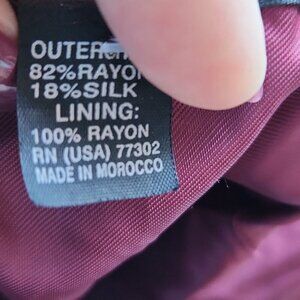 82%RAYON
18%SILK
LINING:
100% RAYON
RN (USA) 77302
MADE IN MOROCCO